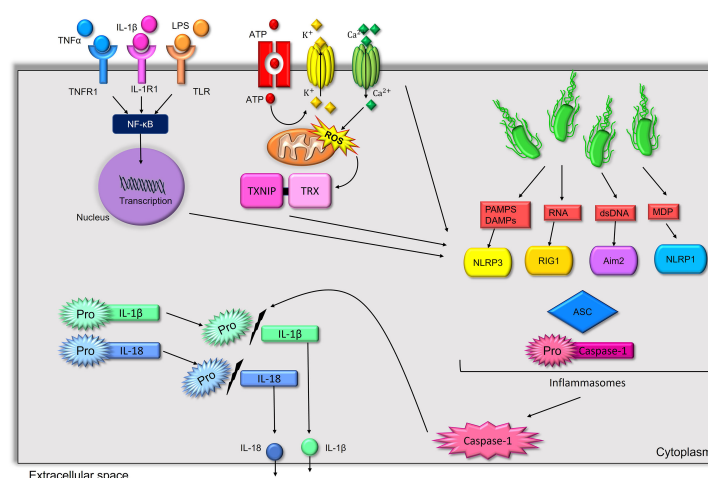 IL-1β
LPS
TNFα
ATP
K+
Ca2+
TNFR1
IL-1R1
TLR
ATP
K+
Ca2+
NF-κB
ROS
Transcription
Nucleus
TXNIP
TRX
PAMPS
DAMPs
RNA
dsDNA
MDP
NLRP3
RIG1
Aim2
NLRP1
Pro
IL-1β
Pro
IL-1β
ASC
Pro
IL-18
Pro
IL-18
Pro
Caspase-1
Inflammasomes
Caspase-1
IL-18
IL-1β
Cytoplasm
Extracellular space